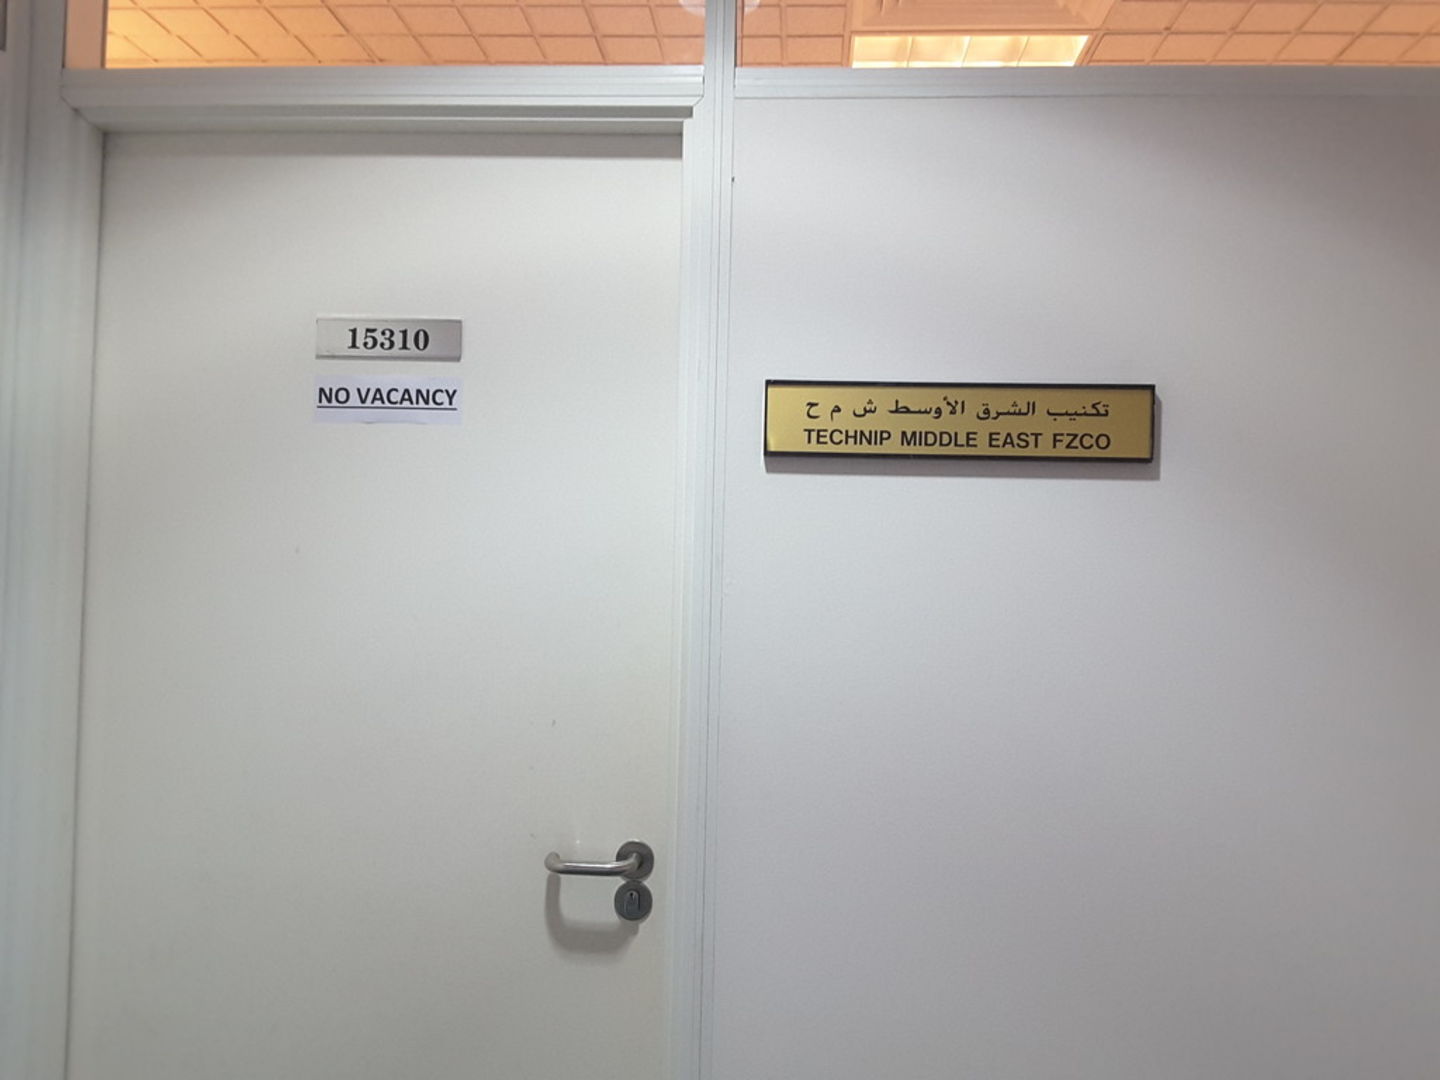 15310
NO VACANCY
تكنيب الشرق الأوسط ش م ح
TECHNIP MIDDLE EAST FZCO